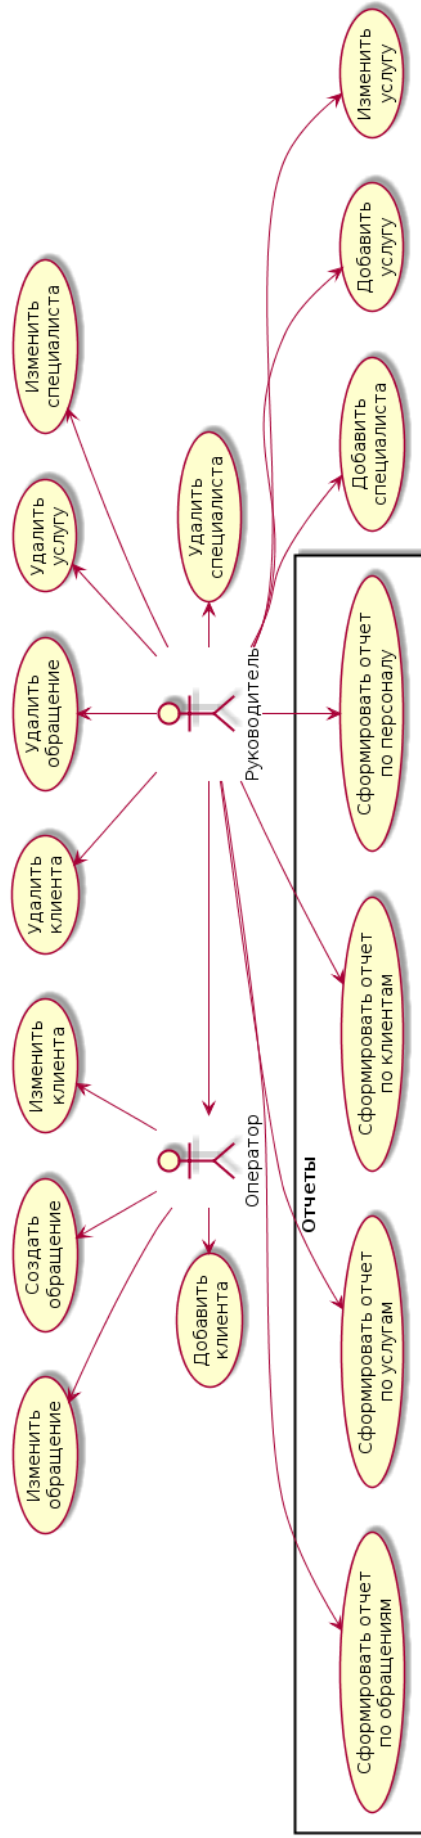 Изменить
обращение
Создать
обращение
Изменить
клиента
Удалить
клиента
Удалить
обращение
Удалить
услугу
Изменить
специалиста
Добавить
клиента
Оператор
Руководитель
Удалить
специалиста
Отчеты
Сформировать отчет
по обращениям
Сформировать отчет
по услугам
Сформировать отчет
по клиентам
Сформировать отчет
по персоналу
Добавить
специалиста
Добавить
услугу
Изменить
услугу